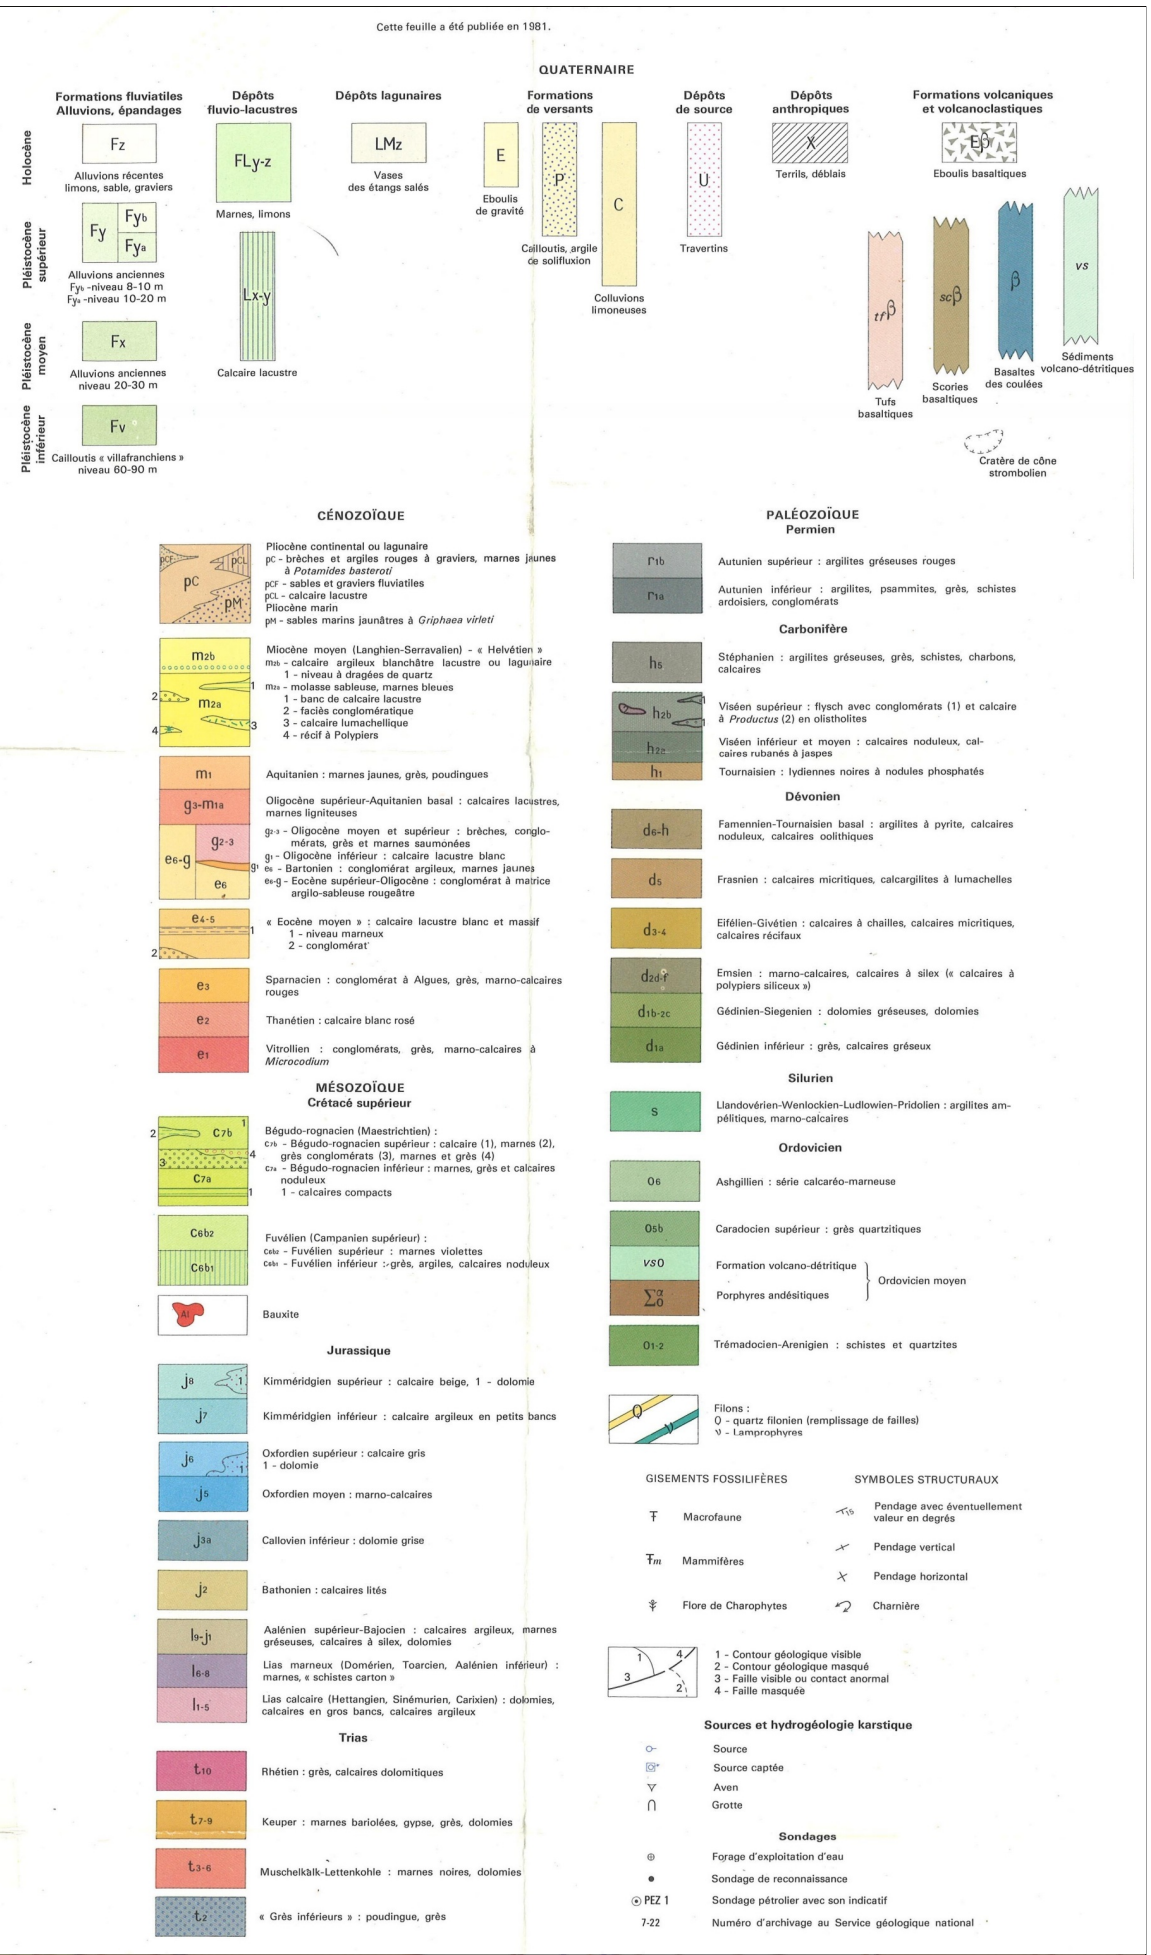 Cette feuille a été publiée en 1981.
QUATERNAIRE
Formations fluviatiles
Alluvions, épandages
Dépôts
fluvio-lacustres
Dépôts lagunaires
Formations
de versants
Dépôts
de source
Dépôts
anthropiques
Formations volcaniques
et volcanoclastiques
Holocène
Fz
Alluvions récentes
limons, sable, graviers
FLy-z
Marnes, limons
LMz
Vases
des étangs salés
E
Eboulis
de gravité
P
Cailloutis, argile
de solifluxion
C
Colluvions
limoneuses
U
Travertins
X
Terrils, déblais
Eβ
Eboulis basaltiques
Pléistocène
supérieur
Fy
Fyb
Fya
Alluvions anciennes
Fyb -niveau 8-10 m
Fya -niveau 10-20 m
Lx-y
Calcaire lacustre
tfβ
Tufs
basaltiques
scβ
Scories
basaltiques
β
Basaltes
des coulées
vs
Sédiments
volcano-détritiques
Pléistocène
moyen
Fx
Alluvions anciennes
niveau 20-30 m
Pléistocène
inférieur
Fv
Cailloutis « villafranchiens »
niveau 60-90 m
Cratère de cône
strombolien
CÉNOZOÏQUE
pCF
pCL
pC
pM
Pliocène continental ou lagunaire
pC - brèches et argiles rouges à graviers, marnes jaunes
à Potamides basteroti
pCF - sables et graviers fluviatiles
pCL - calcaire lacustre
Pliocène marin
pM - sables marins jaunâtres à Griphaea virleti
m2b
m2a
1
2
3
4
Miocène moyen (Langhien-Serravalien) - « Helvétien »
m2b - calcaire argileux blanchâtre lacustre ou lagunaire
1 - niveau à dragées de quartz
m2a - molasse sableuse, marnes bleues
1 - banc de calcaire lacustre
2 - faciès conglomératique
3 - calcaire lumachellique
4 - récif à Polypiers
m1
Aquitanien : marnes jaunes, grès, poudingues
g3-m1a
Oligocène supérieur-Aquitanien basal : calcaires lacustres,
marnes ligniteuses
e6-g
g2-3
g1
e6
g2-3 - Oligocène moyen et supérieur : brèches, conglo-
mérats, grès et marnes saumonées
g1 - Oligocène inférieur : calcaire lacustre blanc
e6 - Bartonien : conglomérat argileux, marnes jaunes
e6-g - Eocène supérieur-Oligocène : conglomérat à matrice
argilo-sableuse rougeâtre
e4-5
1
2
« Eocène moyen » : calcaire lacustre blanc et massif
1 - niveau marneux
2 - conglomérat
e3
Sparnacien : conglomérat à Algues, grès, marno-calcaires
rouges
e2
Thanétien : calcaire blanc rosé
e1
Vitrollien : conglomérats, grès, marno-calcaires à
Microcodium
MÉSOZOÏQUE
Crétacé supérieur
C7b
1
2
3
4
C7a
1
Bégudo-rognacien (Maestrichtien) :
C7b - Bégudo-rognacien supérieur : calcaire (1), marnes (2),
grès conglomérats (3), marnes et grès (4)
C7a - Bégudo-rognacien inférieur : marnes, grès et calcaires
noduleux
1 - calcaires compacts
C6b2
C6b1
Fuvélien (Campanien supérieur) :
C6b2 - Fuvélien supérieur : marnes violettes
C6b1 - Fuvélien inférieur : grès, argiles, calcaires noduleux
Al
Bauxite
Jurassique
j8
1
Kimméridgien supérieur : calcaire beige, 1 - dolomie
j7
Kimméridgien inférieur : calcaire argileux en petits bancs
j6
1
Oxfordien supérieur : calcaire gris
1 - dolomie
j5
Oxfordien moyen : marno-calcaires
j3a
Callovien inférieur : dolomie grise
j2
Bathonien : calcaires lités
l9-j1
Aalénien supérieur-Bajocien : calcaires argileux, marnes
gréseuses, calcaires à silex, dolomies
l6-8
Lias marneux (Domérien, Toarcien, Aalénien inférieur) :
marnes, « schistes carton »
l1-5
Lias calcaire (Hettangien, Sinémurien, Carixien) : dolomies,
calcaires en gros bancs, calcaires argileux
Trias
t10
Rhétien : grès, calcaires dolomitiques
t7-9
Keuper : marnes bariolées, gypse, grès, dolomies
t3-6
Muschelkalk-Lettenkohle : marnes noires, dolomies
t2
« Grès inférieurs » : poudingue, grès
PALÉOZOÏQUE
Permien
r1b
Autunien supérieur : argilites gréseuses rouges
r1a
Autunien inférieur : argilites, psammites, grès, schistes
ardoisiers, conglomérats
Carbonifère
h5
Stéphanien : argilites gréseuses, grès, schistes, charbons,
calcaires
h2b
1
1
Viséen supérieur : flysch avec conglomérats (1) et calcaire
à Productus (2) en olistholites
h2a
Viséen inférieur et moyen : calcaires noduleux, cal-
caires rubanés à jaspes
h1
Tournaisien : lydiennes noires à nodules phosphatés
Dévonien
d6-h
Famennien-Tournaisien basal : argilites à pyrite, calcaires
noduleux, calcaires oolithiques
d5
Frasnien : calcaires micritiques, calcargilites à lumachelles
d3-4
Eifélien-Givétien : calcaires à chailles, calcaires micritiques,
calcaires récifaux
d2d-f
Emsien : marno-calcaires, calcaires à silex (« calcaires à
polypiers siliceux »)
d1b-2c
Gédinien-Siegenien : dolomies gréseuses, dolomies
d1a
Gédinien inférieur : grès, calcaires gréseux
Silurien
s
Llandovérien-Wenlockien-Ludlowien-Pridolien : argilites am-
pélitiques, marno-calcaires
Ordovicien
O6
Ashgillien : série calcaréo-marneuse
O5b
Caradocien supérieur : grès quartzitiques
vsO
Formation volcano-détritique
ΣOα
Porphyres andésitiques
Ordovicien moyen
O1-2
Trémadocien-Arenigien : schistes et quartzites
Q
ν
Filons :
Q - quartz filonien (remplissage de failles)
ν - Lamprophyres
GISEMENTS FOSSILIFÈRES
Macrofaune
m Mammifères
Flore de Charophytes
SYMBOLES STRUCTURAUX
15
Pendage avec éventuellement
valeur en degrés
Pendage vertical
Pendage horizontal
Charnière
1
2
3
4
1 - Contour géologique visible
2 - Contour géologique masqué
3 - Faille visible ou contact anormal
4 - Faille masquée
Sources et hydrogéologie karstique
Source
Source captée
Aven
Grotte
Sondages
Forage d'exploitation d'eau
Sondage de reconnaissance
PEZ 1 Sondage pétrolier avec son indicatif
7-22 Numéro d'archivage au Service géologique national